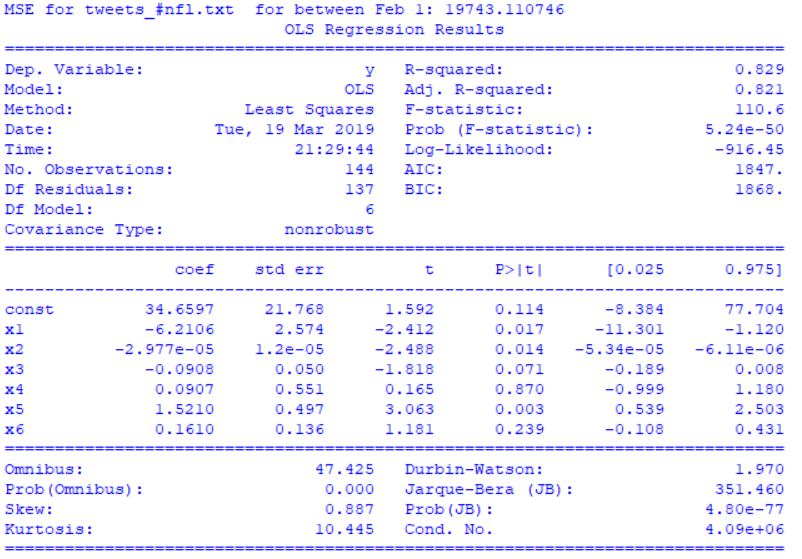 MSE for tweets_#nfl.txt  for between Feb 1: 19743.110746
                            OLS Regression Results
==============================================================================
Dep. Variable:                      y   R-squared:                       0.829
Model:                            OLS   Adj. R-squared:                  0.821
Method:                 Least Squares   F-statistic:                     110.6
Date:                Tue, 19 Mar 2019   Prob (F-statistic):           5.24e-50
Time:                        21:29:44   Log-Likelihood:                -916.45
No. Observations:                 144   AIC:                             1847.
Df Residuals:                     137   BIC:                             1868.
Df Model:                           6
Covariance Type:            nonrobust
==============================================================================
                 coef    std err          t      P>|t|      [0.025      0.975]
------------------------------------------------------------------------------
const         34.6597     21.768      1.592      0.114      -8.384      77.704
x1            -6.2106      2.574     -2.412      0.017     -11.301      -1.120
x2         -2.977e-05    1.2e-05     -2.488      0.014   -5.34e-05   -6.11e-06
x3            -0.0908      0.050     -1.818      0.071      -0.189       0.008
x4             0.0907      0.551      0.165      0.870      -0.999       1.180
x5             1.5210      0.497      3.063      0.003       0.539       2.503
x6             0.1610      0.136      1.181      0.239      -0.108       0.431
==============================================================================
Omnibus:                       47.425   Durbin-Watson:                   1.970
Prob(Omnibus):                  0.000   Jarque-Bera (JB):              351.460
Skew:                           0.887   Prob(JB):                     4.80e-77
Kurtosis:                      10.445   Cond. No.                     4.09e+06
==============================================================================